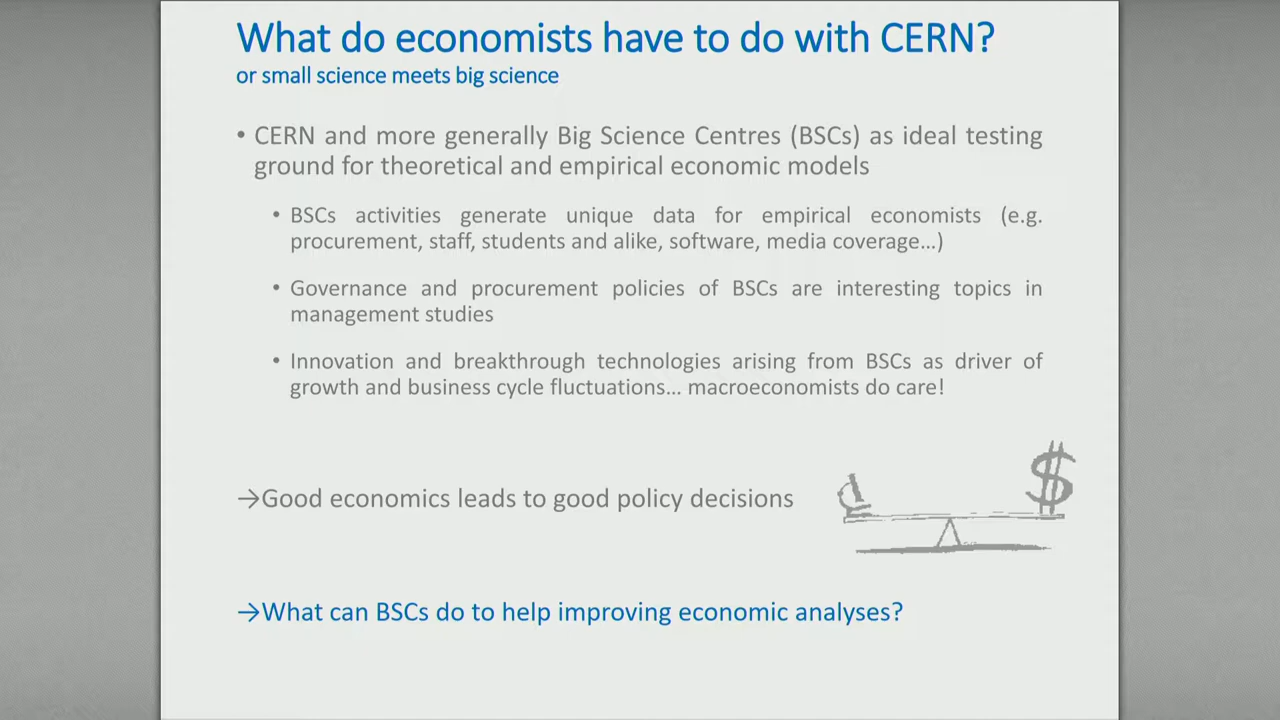 What do economists have to do with CERN?
or small science meets big science
• CERN and more generally Big Science Centres (BSCs) as ideal testing
ground for theoretical and empirical economic models
• BSCs activities generate unique data for empirical economists (e.g.
procurement, staff, students and alike, software, media coverage…)
• Governance and procurement policies of BSCs are interesting topics in
management studies
• Innovation and breakthrough technologies arising from BSCs as driver of
growth and business cycle fluctuations… macroeconomists do care!
$
→Good economics leads to good policy decisions
→What can BSCs do to help improving economic analyses?